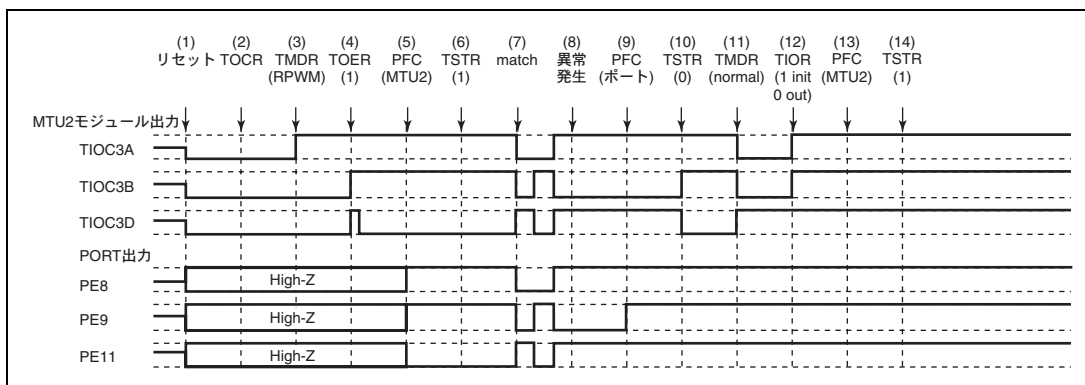 (1) (2) (3) (4) (5) (6) (7) (8) (9) (10) (11) (12) (13) (14)
リセット TOCR TMDR TOER PFC TSTR match 異常 PFC TSTR TMDR TIOR PFC TSTR
(RPWM) (1) (MTU2) (1) 発生 (ポート) (0) (normal) (1 init (MTU2) (1)
0 out)
MTU2モジュール出力
TIOC3A
TIOC3B
TIOC3D
PORT出力
PE8 High-Z
PE9 High-Z
PE11 High-Z